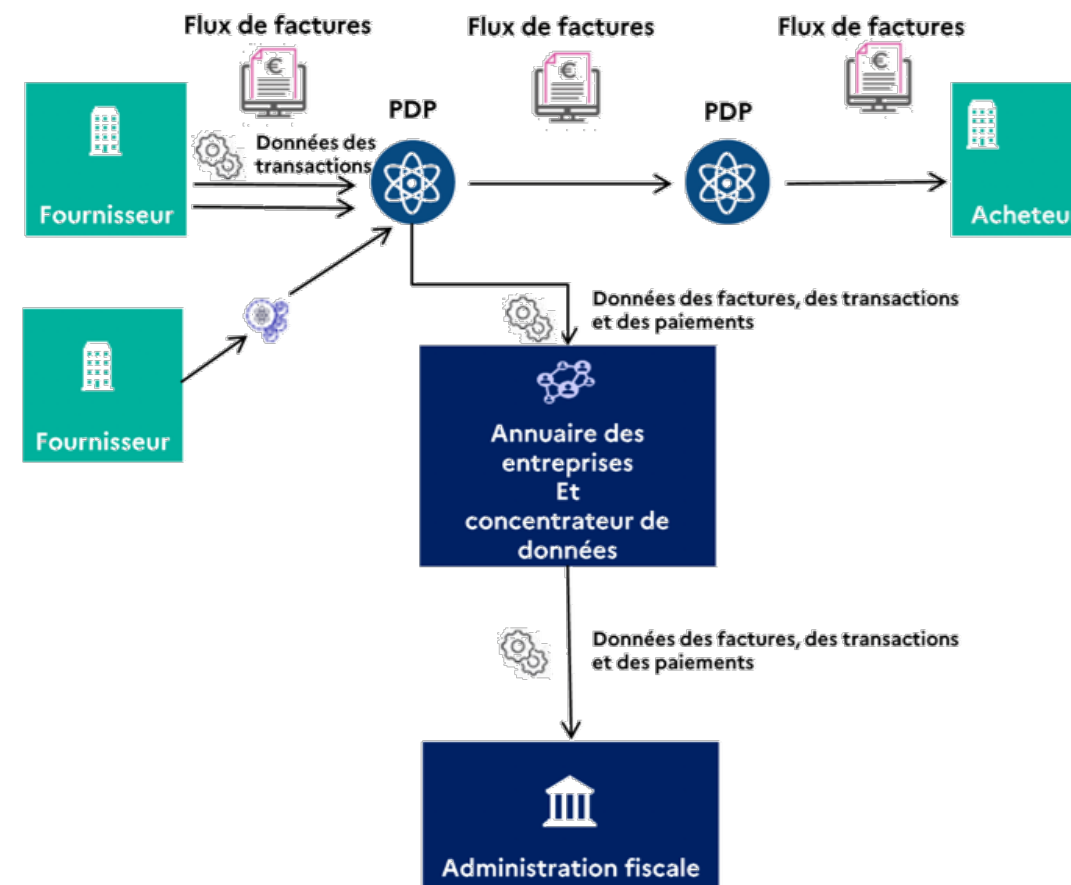 Flux de factures
Flux de factures
Flux de factures
PDP
PDP
Données des
transactions
Fournisseur
Acheteu
Données des factures, des transactions
et des paiements
Fournisseur
Annuaire des
entreprises
Et
concentrateur de
données
Données des factures, des transactions
et des paiements
Administration fiscale